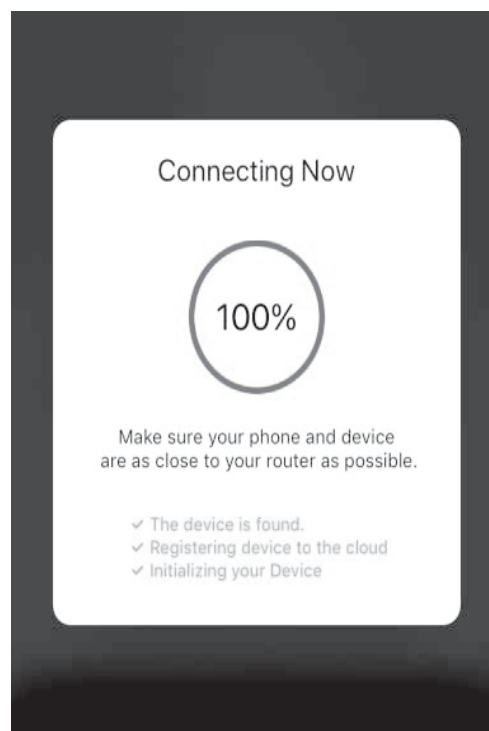 Connecting Now
100%
Make sure your phone and device
are as close to your router as possible.
✓ The device is found.
✓ Registering device to the cloud
✓ Initializing your Device